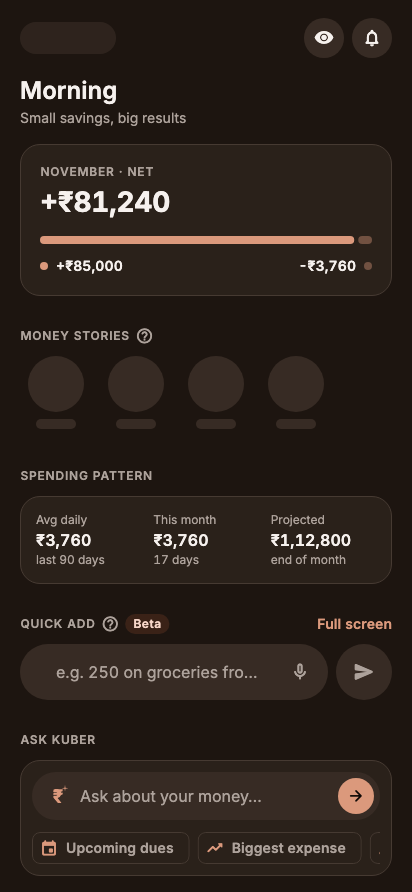 Morning
Small savings, big results
NOVEMBER · NET
+₹81,240
+₹85,000
-₹3,760
MONEY STORIES
SPENDING PATTERN
Avg daily
This month
Projected
₹3,760
₹3,760
₹1,12,800
last 90 days
17 days
end of month
QUICK ADD
Beta
Full screen
e.g. 250 on groceries fro...
ASK KUBER
₹
Ask about your money...
Upcoming dues
Biggest expense